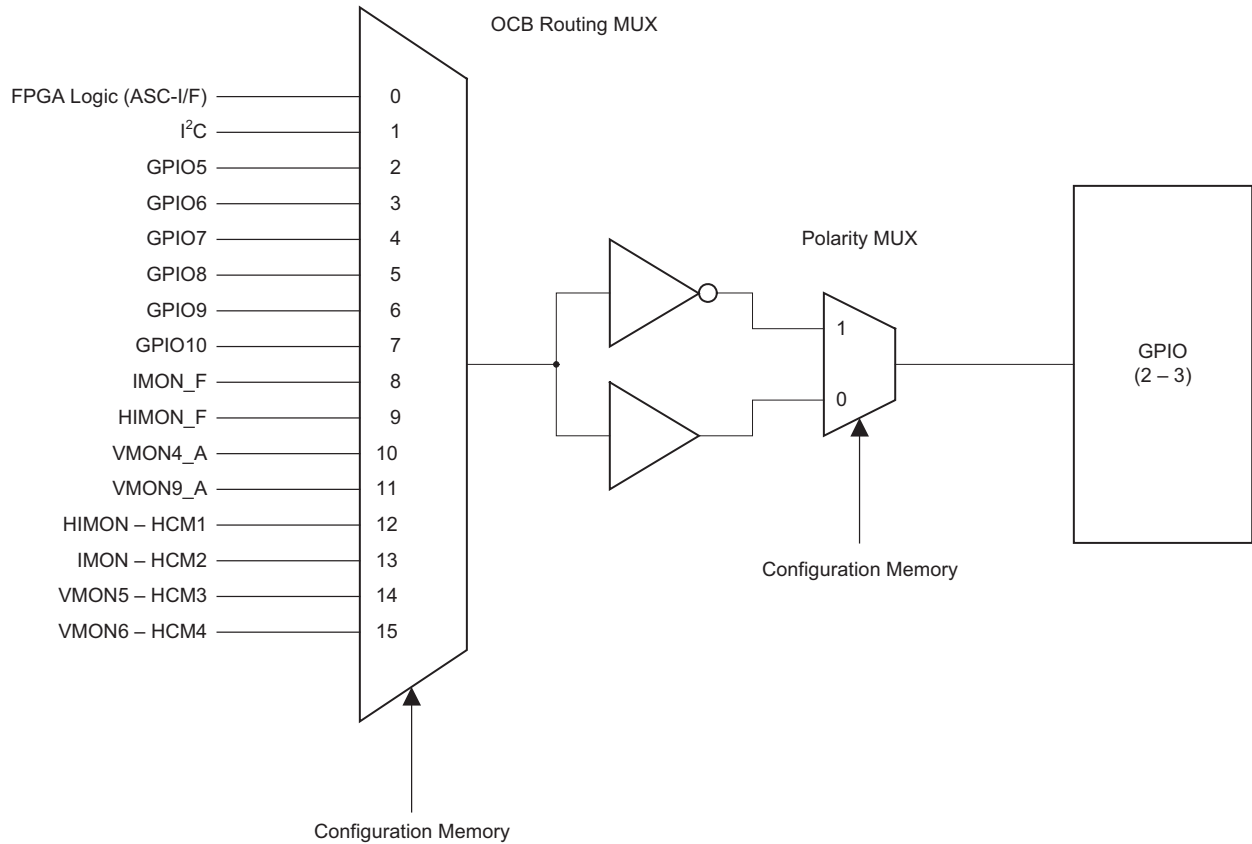 OCB Routing MUX
FPGA Logic (ASC-I/F)
0
I²C
1
GPIO5
2
GPIO6
3
GPIO7
4
GPIO8
5
GPIO9
6
GPIO10
7
IMON_F
8
HIMON_F
9
VMON4_A
10
VMON9_A
11
HIMON – HCM1
12
IMON – HCM2
13
VMON5 – HCM3
14
VMON6 – HCM4
15
Configuration Memory
Polarity MUX
1
0
Configuration Memory
GPIO
(2 – 3)